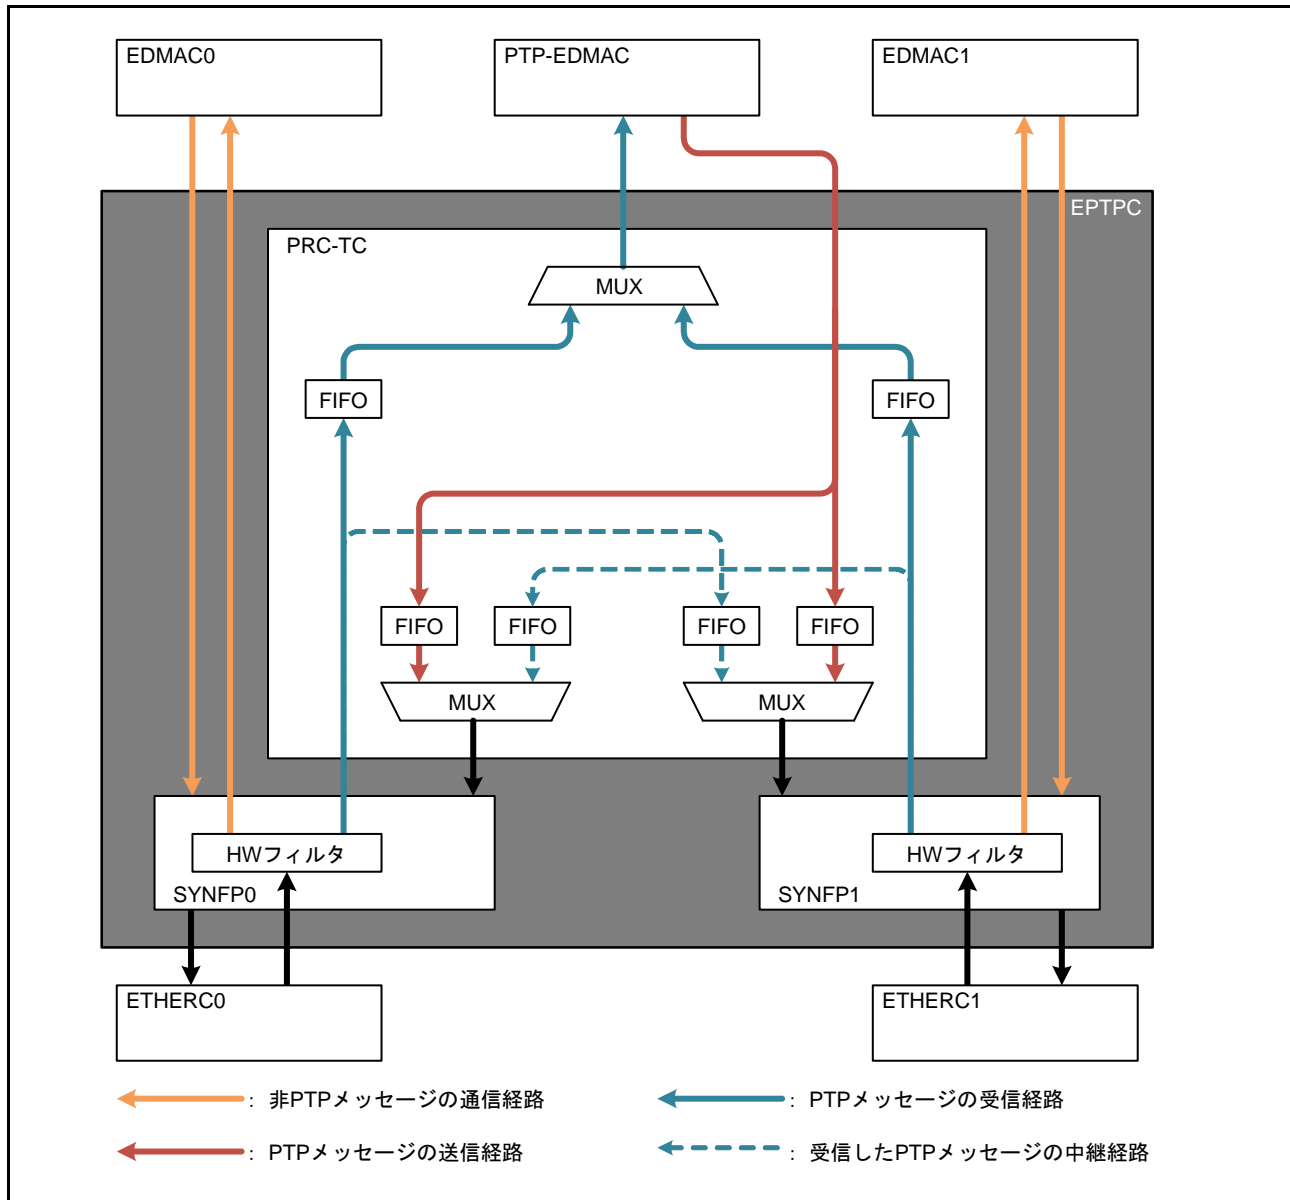 EDMAC0
PTP-EDMAC
EDMAC1
EPTPC
PRC-TC
MUX
FIFO
FIFO
FIFO
FIFO
FIFO
FIFO
MUX
MUX
HWフィルタ
HWフィルタ
SYNFP0
SYNFP1
ETHERC0
ETHERC1
: 非PTPメッセージの通信経路
: PTPメッセージの受信経路
: PTPメッセージの送信経路
: 受信したPTPメッセージの中継経路